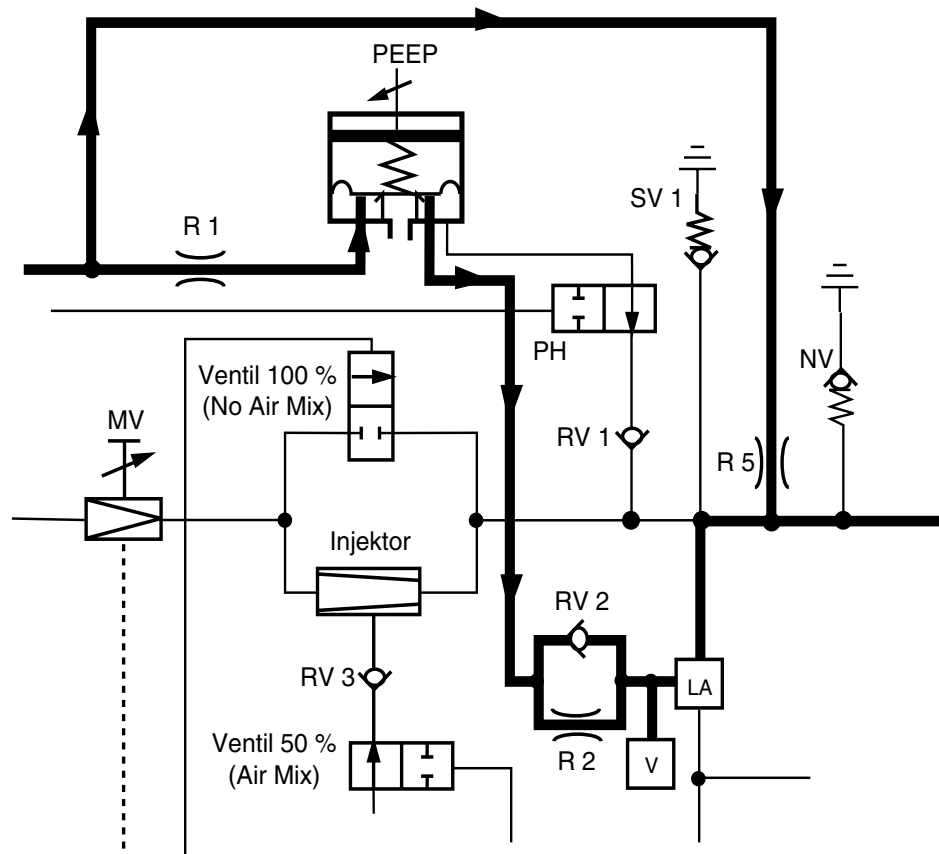 PEEP
SV 1
R 1
PH
NV
Ventil 100 %
(No Air Mix)
MV
RV 1
R 5
Injektor
RV 2
RV 3
LA
Ventil 50 %
(Air Mix)
R 2
V